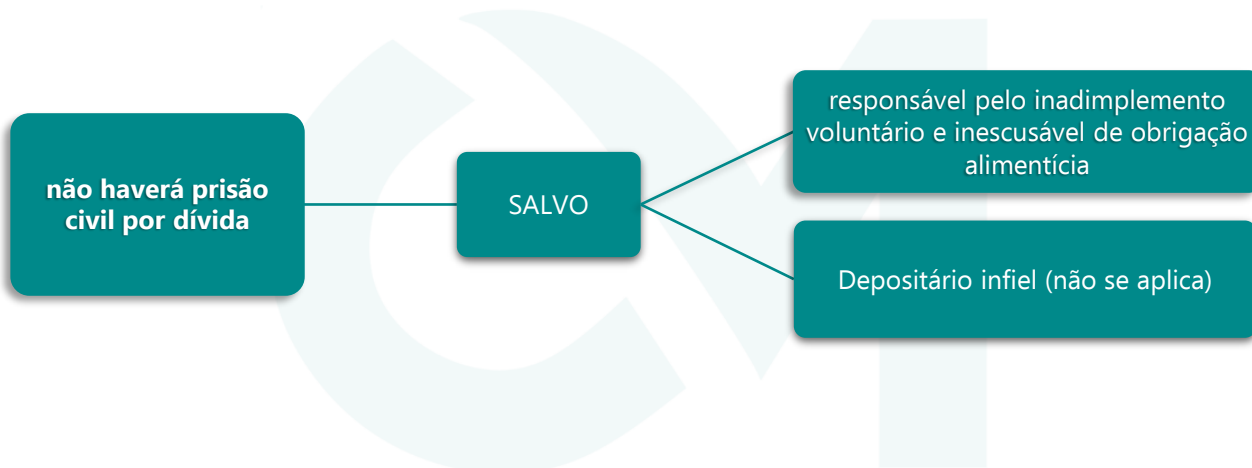 não haverá prisão
civil por dívida
SALVO
responsável pelo inadimplemento
voluntário e inescusável de obrigação
alimentícia
Depositário infiel (não se aplica)